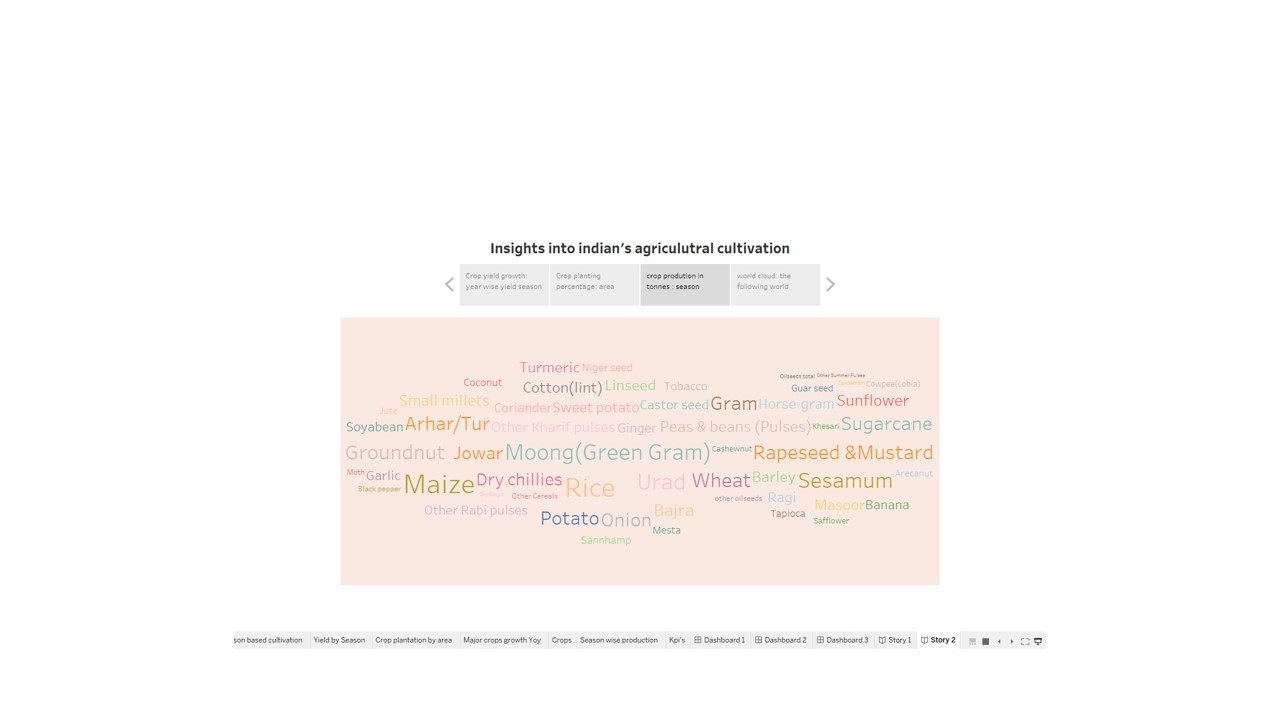 Insights into indian's agriculutral cultivation
Crop yield growth: year wise yield season
Crop planting percentage: area
crop prodution in tonnes : season
world cloud: the following world
Turmeric Niger seed
Coconut Cotton(lint) Linseed Tobacco Oilseeds total Other Summer Pulses
Guar seed Cowpea(Lobia)
Small millets Coriander Sweet potato Castor seed Gram Horse-gram Sunflower
Jute
Soyabean Arhar/Tur Other Kharif pulses Ginger Peas & beans (Pulses) Khesari Sugarcane
Groundnut Jowar Moong(Green Gram) Cashewnut Rapeseed &Mustard
Moth Garlic Dry chillies Urad Wheat Barley Sesamum Arecanut
Black pepper Maize Other Cereals Rice other oilseeds Ragi
Other Rabi pulses Potato Onion Bajra Tapioca Masoor Banana
Safflower
Mesta
Sannhamp
son based cultivation Yield by Season Crop plantation by area Major crops growth Yoy Crops Season wise production Kpi's Dashboard 1 Dashboard 2 Dashboard 3 Story 1 Story 2